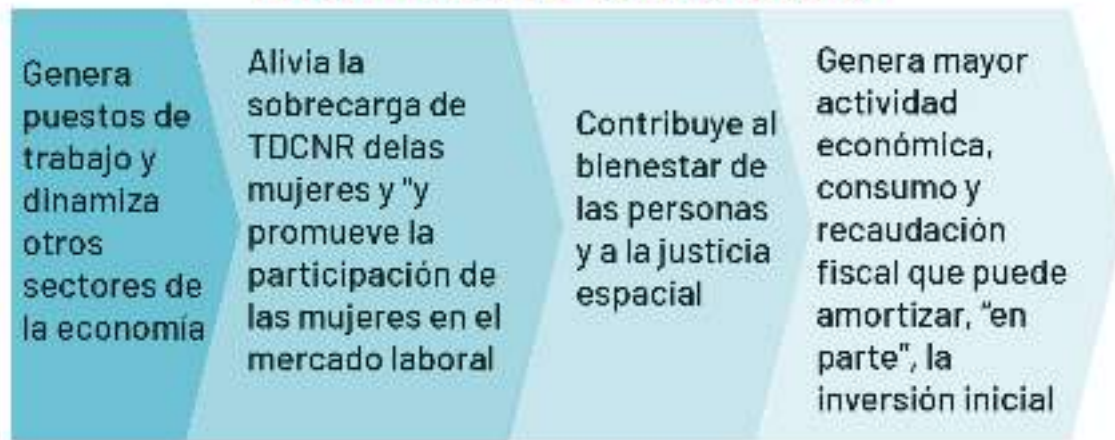 Genera
puestos de
trabajo y
dinamiza
otros
sectores de
la economía
Alivia la
sobrecarga de
TDCNR delas
mujeres y "y
promueve la
participación de
las mujeres en el
mercado laboral
Contribuye al
bienestar de
las personas
y a la justicia
espacial
Genera mayor
actividad
económica,
consumo y
recaudación
fiscal que puede
amortizar, "en
parte", la
inversión inicial